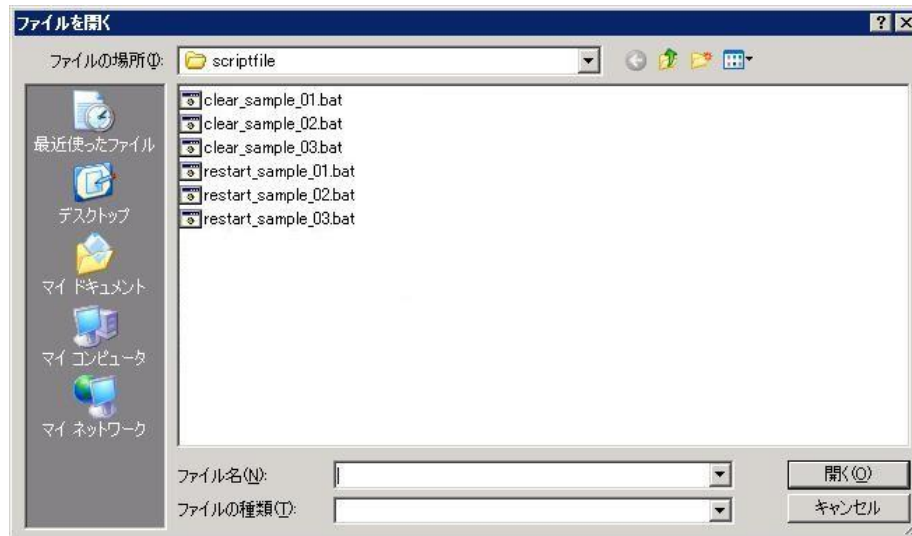 ファイルを開く
ファイルの場所(I):
scriptfile
最近使ったファイル
デスクトップ
マイ ドキュメント
マイ コンピュータ
マイ ネットワーク
clear_sample_01.bat
clear_sample_02.bat
clear_sample_03.bat
restart_sample_01.bat
restart_sample_02.bat
restart_sample_03.bat
ファイル名(N):
開く(O)
ファイルの種類(T):
キャンセル